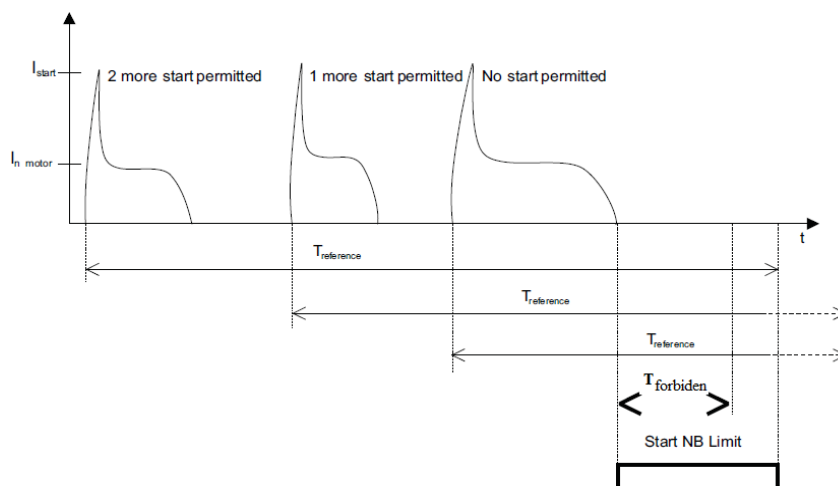 Istart
2 more start permitted
1 more start permitted
No start permitted
In motor
t
Treference
Treference
Treference
Tforbiden
Start NB Limit